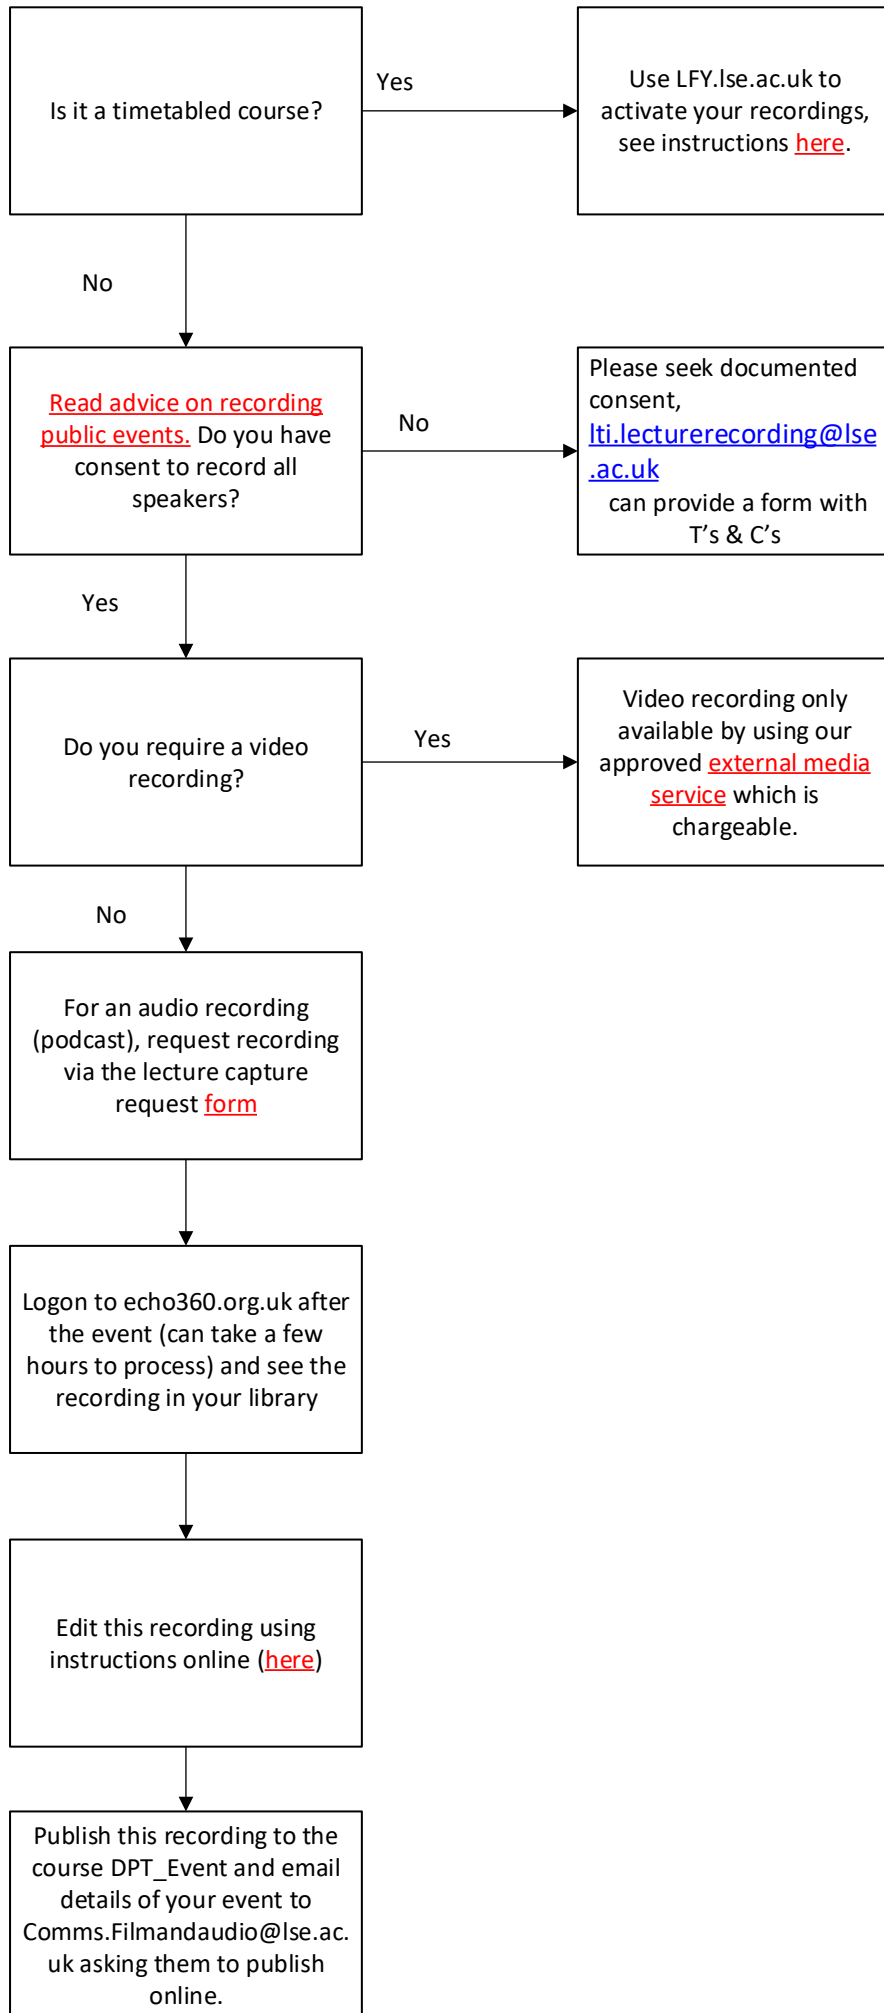 Is it a timetabled course?
Yes
Use LFY.lse.ac.uk to
activate your recordings,
see instructions here.
No
Read advice on recording
public events. Do you have
consent to record all
speakers?
No
Please seek documented
consent,
lti.lecturerecording@lse
.ac.uk
can provide a form with
T’s & C’s
Yes
Do you require a video
recording?
Yes
Video recording only
available by using our
approved external media
service which is
chargeable.
No
For an audio recording
(podcast), request recording
via the lecture capture
request form
Logon to echo360.org.uk after
the event (can take a few
hours to process) and see the
recording in your library
Edit this recording using
instructions online (here)
Publish this recording to the
course DPT_Event and email
details of your event to
Comms.Filmandaudio@lse.ac.
uk asking them to publish
online.